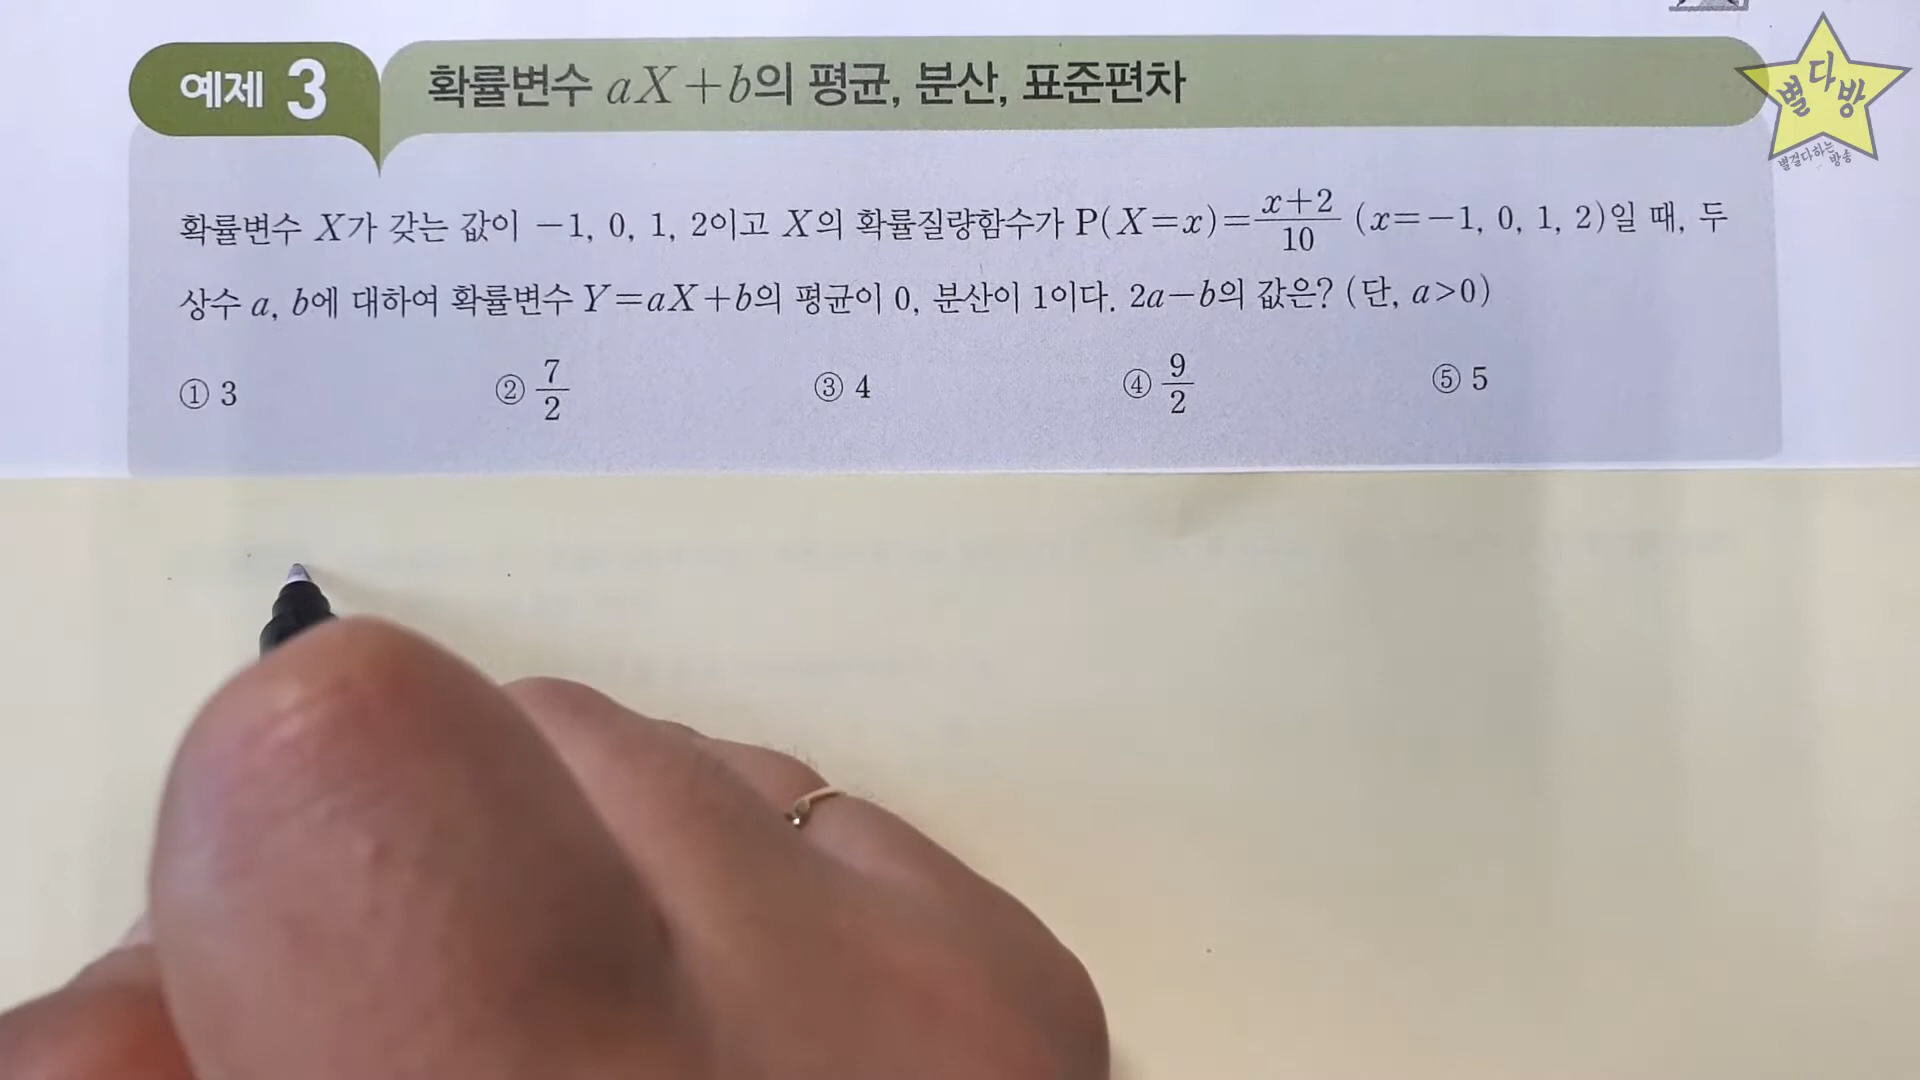 예제 3 확률변수 aX+b의 평균, 분산, 표준편차
별다방
별걸다하는 방송
확률변수 X가 갖는 값이 −1, 0, 1, 2이고 X의 확률질량함수가 P(X=x)=\frac{x+2}{10} (x=−1, 0, 1, 2)일 때, 두
상수 a, b에 대하여 확률변수 Y=aX+b의 평균이 0, 분산이 1이다. 2a−b의 값은? (단, a>0)
① 3 ② 7/2 ③ 4 ④ 9/2 ⑤ 5